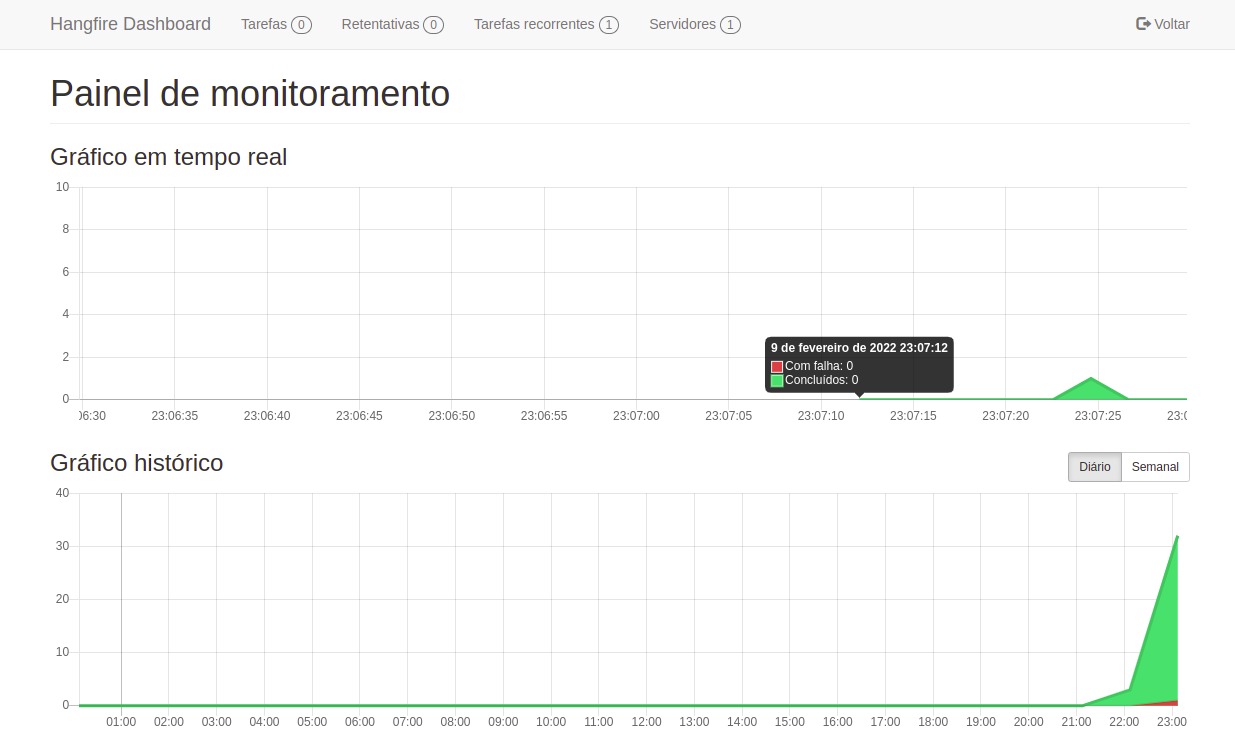 Hangfire Dashboard Tarefas 0 Retentativas 0 Tarefas recorrentes 1 Servidores 1 Voltar
Painel de monitoramento
Gráfico em tempo real
10
8
6
4
2
0
9 de fevereiro de 2022 23:07:12
Com falha: 0
Concluídos: 0
06:30 23:06:35 23:06:40 23:06:45 23:06:50 23:06:55 23:07:00 23:07:05 23:07:10 23:07:15 23:07:20 23:07:25 23:0
Gráfico histórico
Diário Semanal
40
30
20
10
0
01:00 02:00 03:00 04:00 05:00 06:00 07:00 08:00 09:00 10:00 11:00 12:00 13:00 14:00 15:00 16:00 17:00 18:00 19:00 20:00 21:00 22:00 23:00